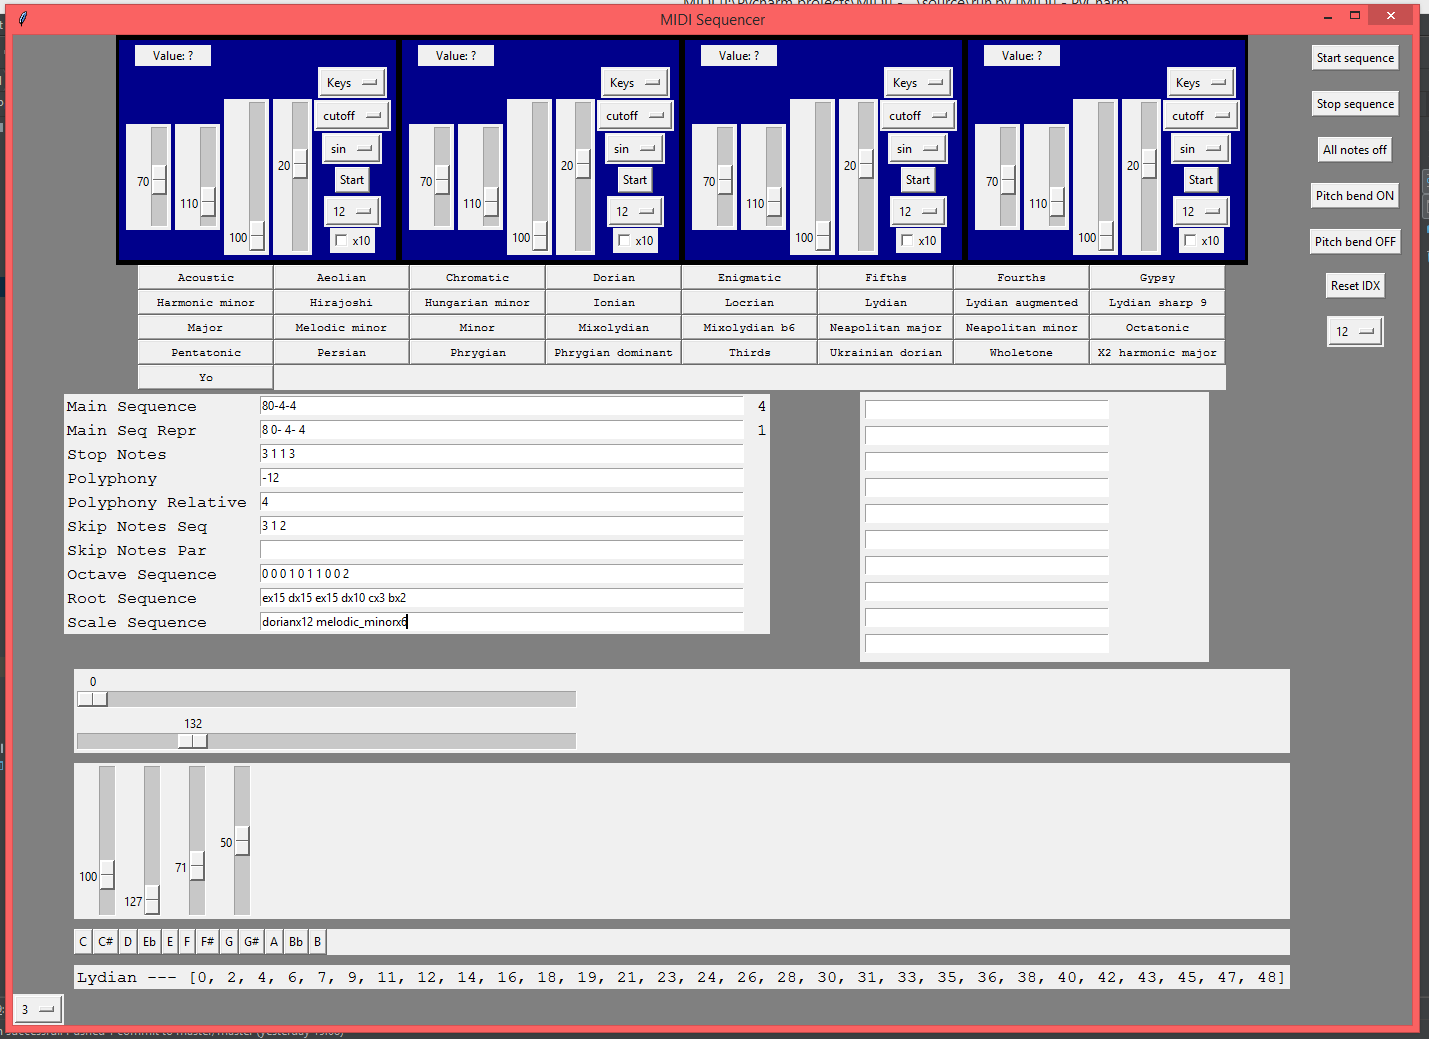 MIDI Sequencer
Value: ? Value: ? Value: ? Value: ?
Start sequence
Keys Keys Keys Keys
Stop sequence
cutoff cutoff cutoff cutoff
sin sin sin sin
All notes off
20 20 20 20
70 Start 70 Start 70 Start 70 Start
Pitch bend ON
110 12 110 12 110 12 110 12
100 x10 100 x10 100 x10 100 x10
Pitch bend OFF
Acoustic Aeolian Chromatic Dorian Enigmatic Fifths Fourths Gypsy
Reset IDX
Harmonic minor Hirajoshi Hungarian minor Ionian Locrian Lydian Lydian augmented Lydian sharp 9
Major Melodic minor Minor Mixolydian Mixolydian b6 Neapolitan major Neapolitan minor Octatonic
12
Pentatonic Persian Phrygian Phrygian dominant Thirds Ukrainian dorian Wholetone X2 harmonic major
Yo
Main Sequence 80-4-4 4
Main Seq Repr 8 0- 4- 4 1
Stop Notes 3 1 1 3
Polyphony -12
Polyphony Relative 4
Skip Notes Seq 3 1 2
Skip Notes Par
Octave Sequence 0 0 0 1 0 1 1 0 0 2
Root Sequence ex15 dx15 ex15 dx10 cx3 bx2
Scale Sequence dorianx12 melodic_minorx6
0
132
50
71
100
127
C C# D Eb E F F# G G# A Bb B
Lydian --- [0, 2, 4, 6, 7, 9, 11, 12, 14, 16, 18, 19, 21, 23, 24, 26, 28, 30, 31, 33, 35, 36, 38, 40, 42, 43, 45, 47, 48]
3